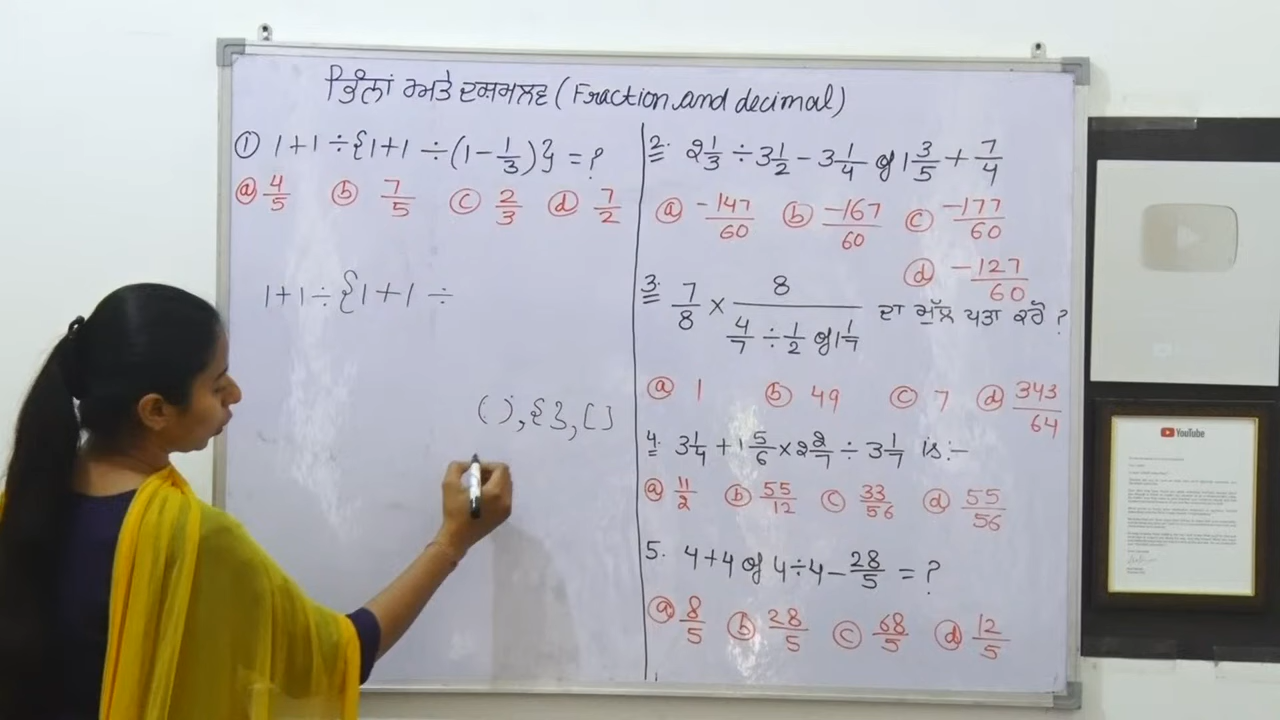 ਭਿੰਨਾਂ ਅਤੇ ਦਸ਼ਮਲਵ (Fraction and decimal)
① 1+1÷{1+1÷(1-1/3)} = ?
ⓐ 4/5 ⓑ 7/5 ⓒ 2/3 ⓓ 7/2
1+1÷{1+1÷
( ), { }, [ ]
2. 2 1/3 ÷ 3 1/2 - 3 1/4 of 1 3/5 + 7/4
ⓐ -147/60 ⓑ -167/60 ⓒ -177/60
ⓓ -127/60
3. 7/8 × 8/(4/7 ÷ 1/2 of 1 1/7) ਦਾ ਮੁੱਲ ਪਤਾ ਕਰੋ ?
ⓐ 1 ⓑ 49 ⓒ 7 ⓓ 343/64
4. 3 1/4 + 1 5/6 × 2 2/7 ÷ 3 1/7 is:-
ⓐ 11/2 ⓑ 55/12 ⓒ 33/56 ⓓ 55/56
5. 4+4 of 4÷4 - 28/5 = ?
ⓐ 8/5 ⓑ 28/5 ⓒ 68/5 ⓓ 12/5
YouTube